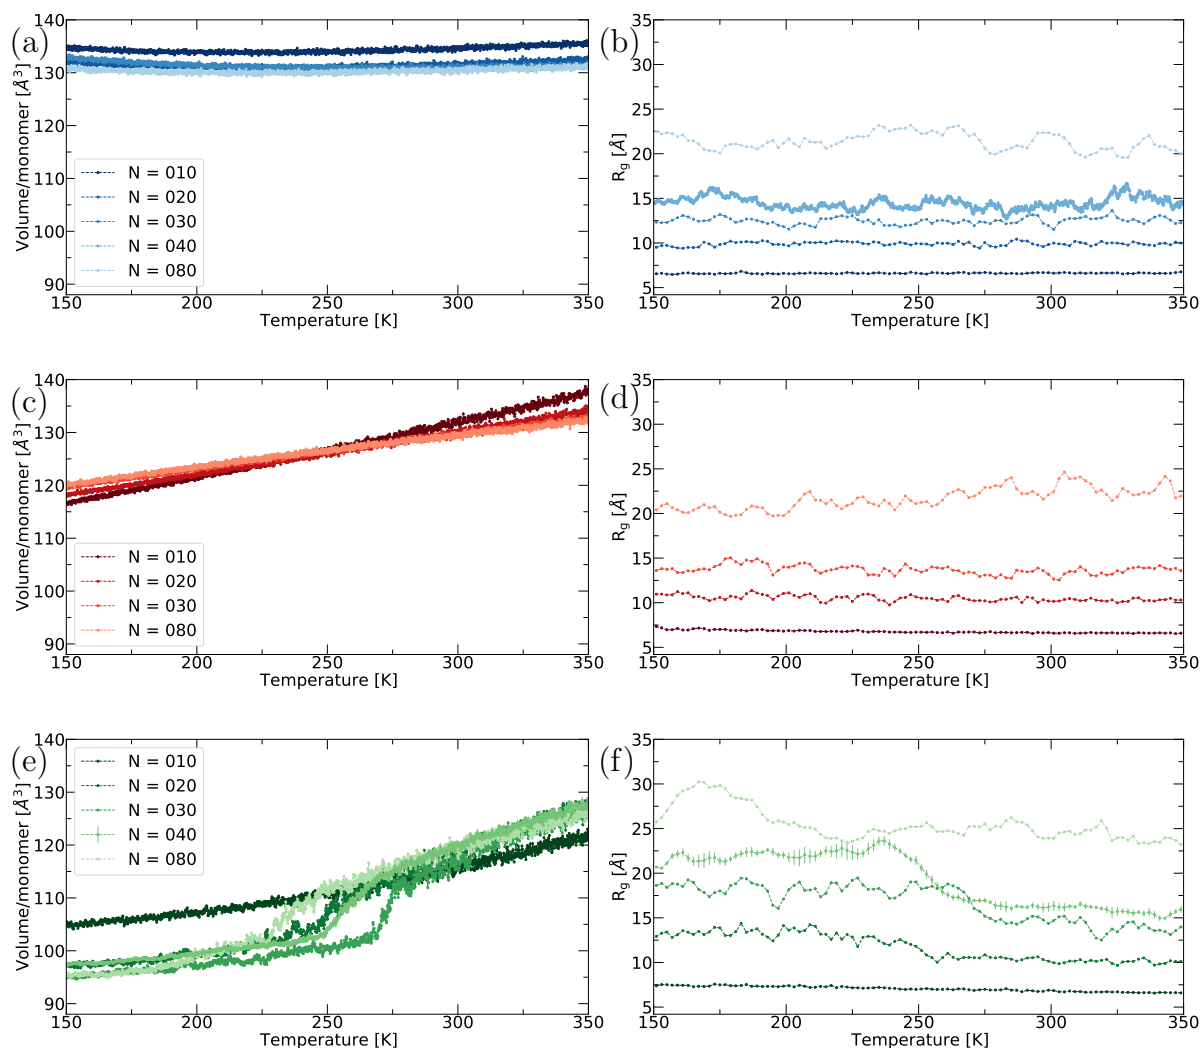 (a)
Volume/monomer [Å³]
140
130
120
110
100
90
N = 010
N = 020
N = 030
N = 040
N = 080
150 200 250 300 350
Temperature [K]
(b)
R_g [Å]
35
30
25
20
15
10
5
150 200 250 300 350
Temperature [K]
(c)
Volume/monomer [Å³]
140
130
120
110
100
90
N = 010
N = 020
N = 030
N = 080
150 200 250 300 350
Temperature [K]
(d)
R_g [Å]
35
30
25
20
15
10
5
150 200 250 300 350
Temperature [K]
(e)
Volume/monomer [Å³]
140
130
120
110
100
90
N = 010
N = 020
N = 030
N = 040
N = 080
150 200 250 300 350
Temperature [K]
(f)
R_g [Å]
35
30
25
20
15
10
5
150 200 250 300 350
Temperature [K]